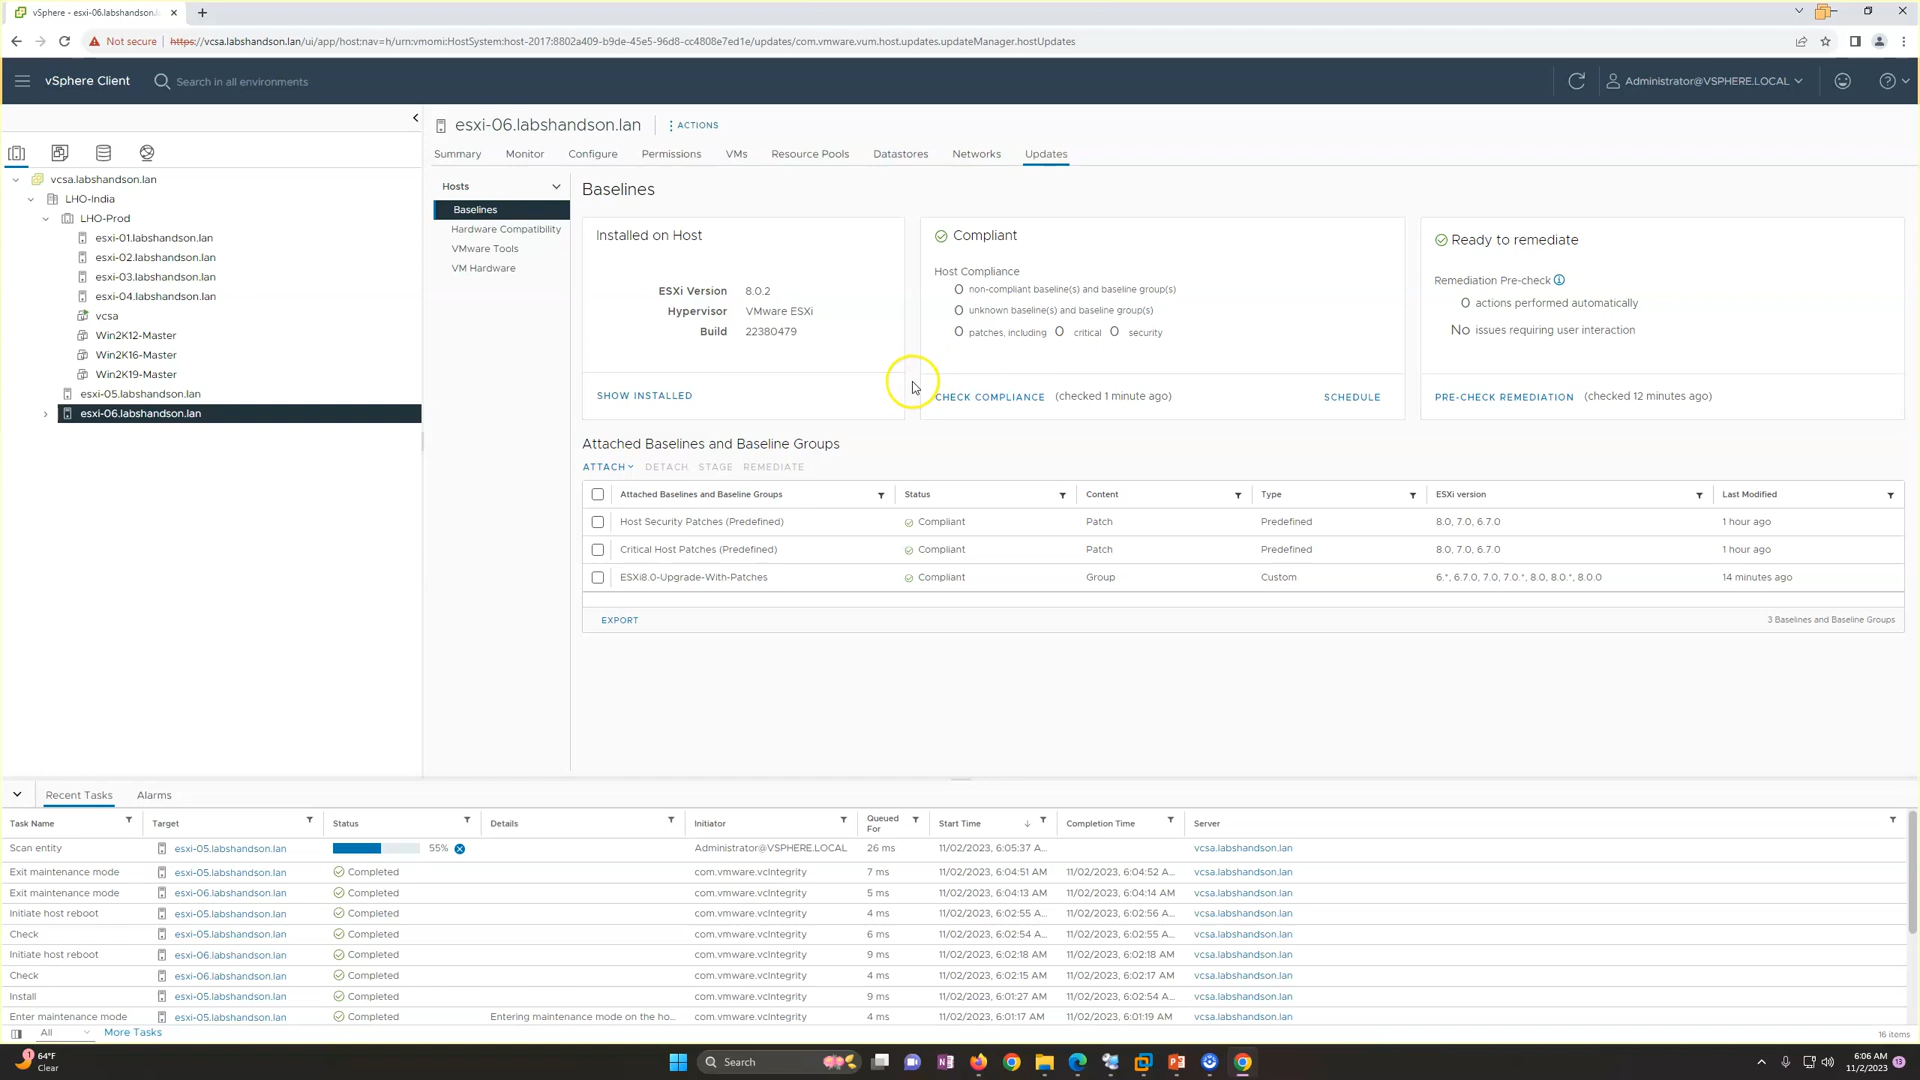 vSphere - esxi-06.labshandson.
Not secure
https://vcsa.labshandson.lan/ui/app/host;nav=h/urn:vmomi:HostSystem:host-2017:8802a409-b9de-45e5-96d8-cc4808e7ed1e/updates/com.vmware.vum.host.updates.updateManager.hostUpdates
vSphere Client
Search in all environments
Administrator@VSPHERE.LOCAL
vcsa.labshandson.lan
LHO-India
LHO-Prod
esxi-01.labshandson.lan
esxi-02.labshandson.lan
esxi-03.labshandson.lan
esxi-04.labshandson.lan
vcsa
Win2K12-Master
Win2K16-Master
Win2K19-Master
esxi-05.labshandson.lan
esxi-06.labshandson.lan
esxi-06.labshandson.lan
ACTIONS
Summary Monitor Configure Permissions VMs Resource Pools Datastores Networks Updates
Hosts
Baselines
Hardware Compatibility
VMware Tools
VM Hardware
Baselines
Installed on Host
ESXi Version 8.0.2
Hypervisor VMware ESXi
Build 22380479
SHOW INSTALLED
Compliant
Host Compliance
0 non-compliant baseline(s) and baseline group(s)
0 unknown baseline(s) and baseline group(s)
0 patches, including 0 critical 0 security
CHECK COMPLIANCE (checked 1 minute ago) SCHEDULE
Ready to remediate
Remediation Pre-check
0 actions performed automatically
No issues requiring user interaction
PRE-CHECK REMEDIATION (checked 12 minutes ago)
Attached Baselines and Baseline Groups
ATTACH DETACH STAGE REMEDIATE
Attached Baselines and Baseline Groups Status Content Type ESXi version Last Modified
Host Security Patches (Predefined) Compliant Patch Predefined 8.0, 7.0, 6.7.0 1 hour ago
Critical Host Patches (Predefined) Compliant Patch Predefined 8.0, 7.0, 6.7.0 1 hour ago
ESXi8.0-Upgrade-With-Patches Compliant Group Custom 6.*, 6.7.0, 7.0, 7.0.*, 8.0, 8.0.*, 8.0.0 14 minutes ago
EXPORT
3 Baselines and Baseline Groups
Recent Tasks Alarms
Task Name Target Status Details Initiator Queued For Start Time Completion Time Server
Scan entity esxi-05.labshandson.lan 55% Administrator@VSPHERE.LOCAL 26 ms 11/02/2023, 6:05:37 A... vcsa.labshandson.lan
Exit maintenance mode esxi-05.labshandson.lan Completed com.vmware.vcIntegrity 7 ms 11/02/2023, 6:04:51 AM 11/02/2023, 6:04:52 A... vcsa.labshandson.lan
Exit maintenance mode esxi-06.labshandson.lan Completed com.vmware.vcIntegrity 5 ms 11/02/2023, 6:04:13 AM 11/02/2023, 6:04:14 AM vcsa.labshandson.lan
Initiate host reboot esxi-05.labshandson.lan Completed com.vmware.vcIntegrity 4 ms 11/02/2023, 6:02:55 A... 11/02/2023, 6:02:56 A... vcsa.labshandson.lan
Check esxi-05.labshandson.lan Completed com.vmware.vcIntegrity 6 ms 11/02/2023, 6:02:54 A... 11/02/2023, 6:02:55 A... vcsa.labshandson.lan
Initiate host reboot esxi-06.labshandson.lan Completed com.vmware.vcIntegrity 9 ms 11/02/2023, 6:02:18 AM 11/02/2023, 6:02:18 AM vcsa.labshandson.lan
Check esxi-06.labshandson.lan Completed com.vmware.vcIntegrity 4 ms 11/02/2023, 6:02:15 AM 11/02/2023, 6:02:17 AM vcsa.labshandson.lan
Install esxi-05.labshandson.lan Completed com.vmware.vcIntegrity 9 ms 11/02/2023, 6:01:27 AM 11/02/2023, 6:02:54 A... vcsa.labshandson.lan
Enter maintenance mode esxi-05.labshandson.lan Completed Entering maintenance mode on the ho... com.vmware.vcIntegrity 4 ms 11/02/2023, 6:01:17 AM 11/02/2023, 6:01:19 AM vcsa.labshandson.lan
All More Tasks
16 items
1
64°F
Clear
Search
6:06 AM
11/2/2023
13